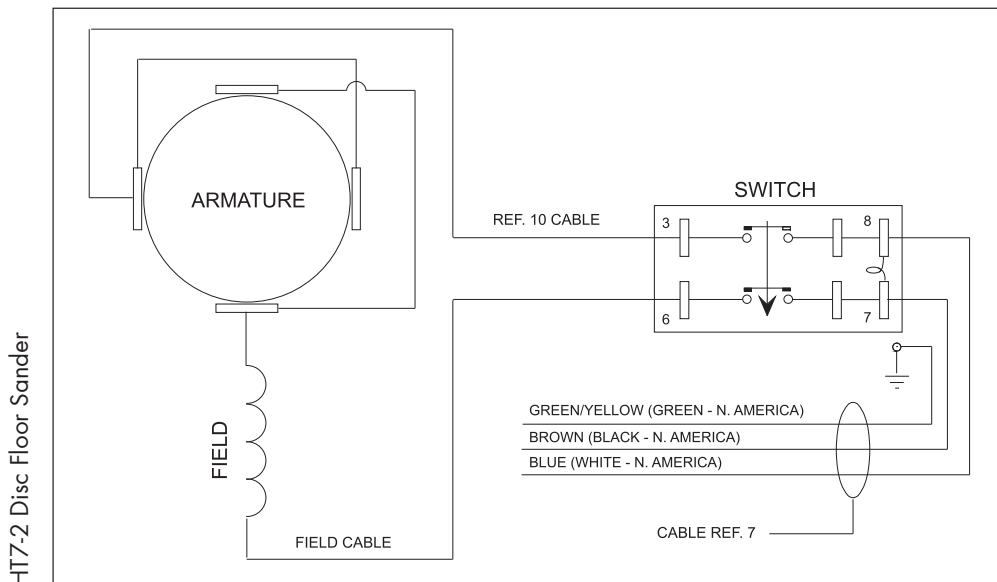 HT7-2 Disc Floor Sander
ARMATURE
SWITCH
REF. 10 CABLE
3
8
6
7
FIELD
GREEN/YELLOW (GREEN - N. AMERICA)
BROWN (BLACK - N. AMERICA)
BLUE (WHITE - N. AMERICA)
FIELD CABLE
CABLE REF. 7